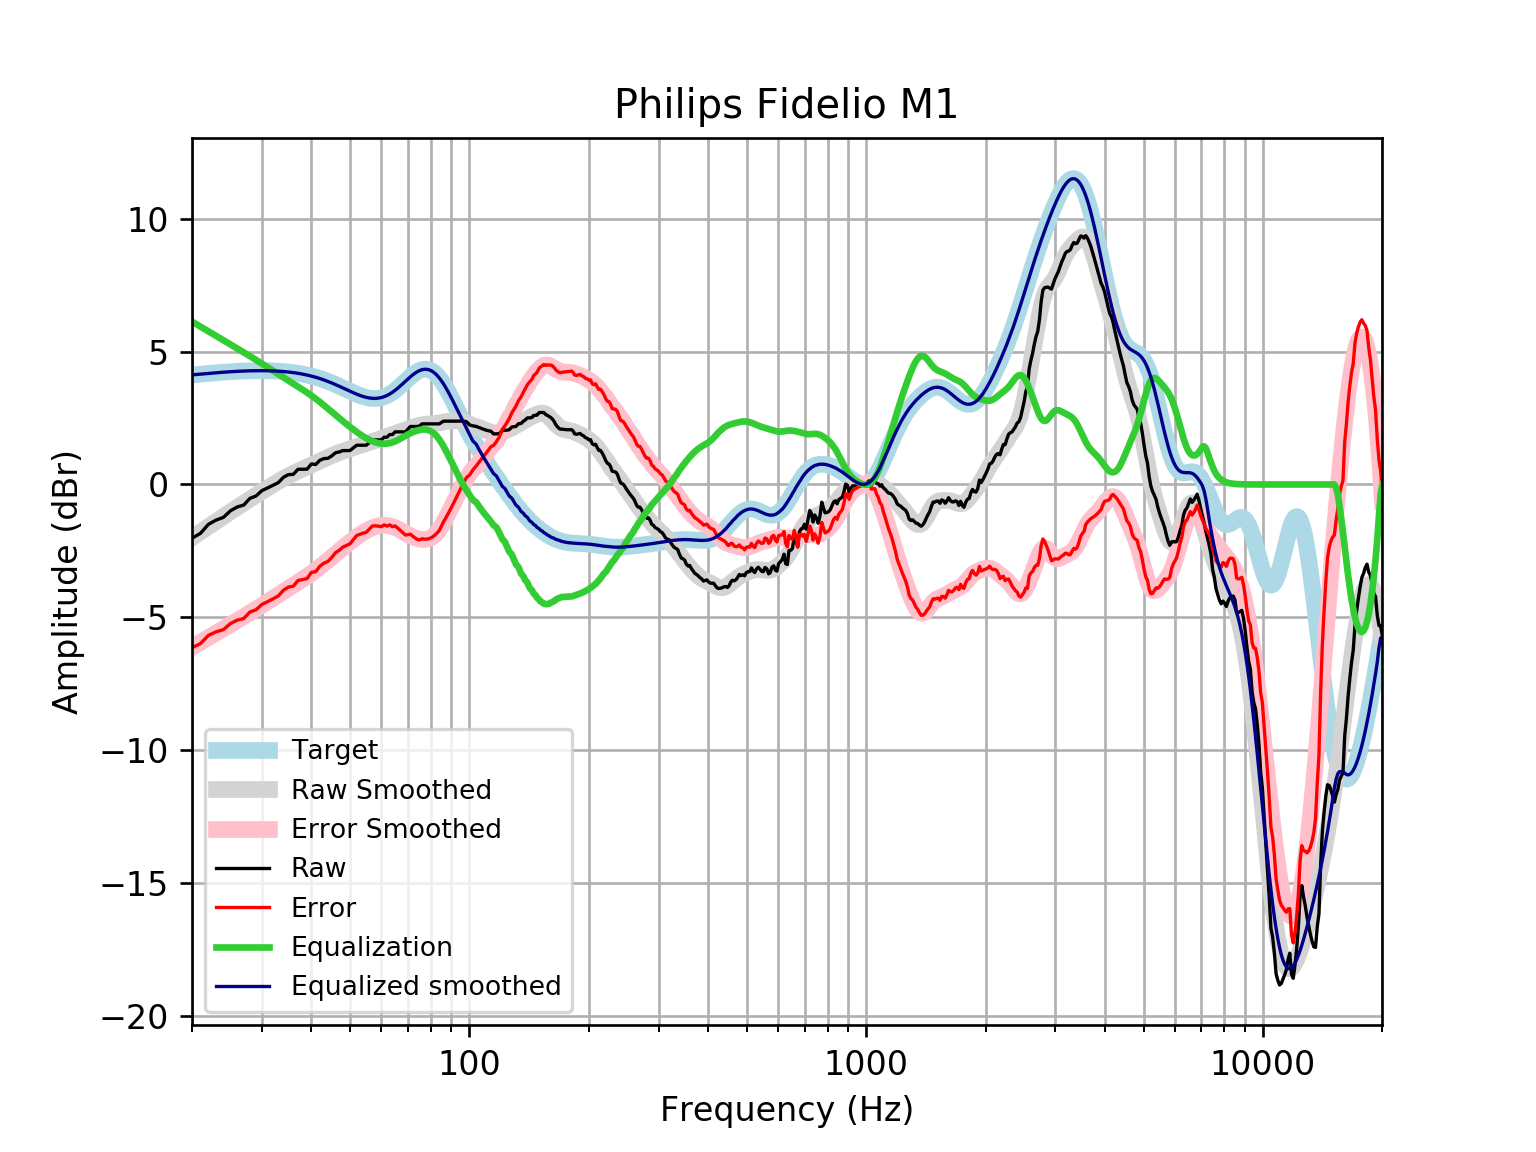 Philips Fidelio M1
Amplitude (dBr)
10
5
0
−5
−10
−15
−20
Target
Raw Smoothed
Error Smoothed
Raw
Error
Equalization
Equalized smoothed
100
1000
10000
Frequency (Hz)